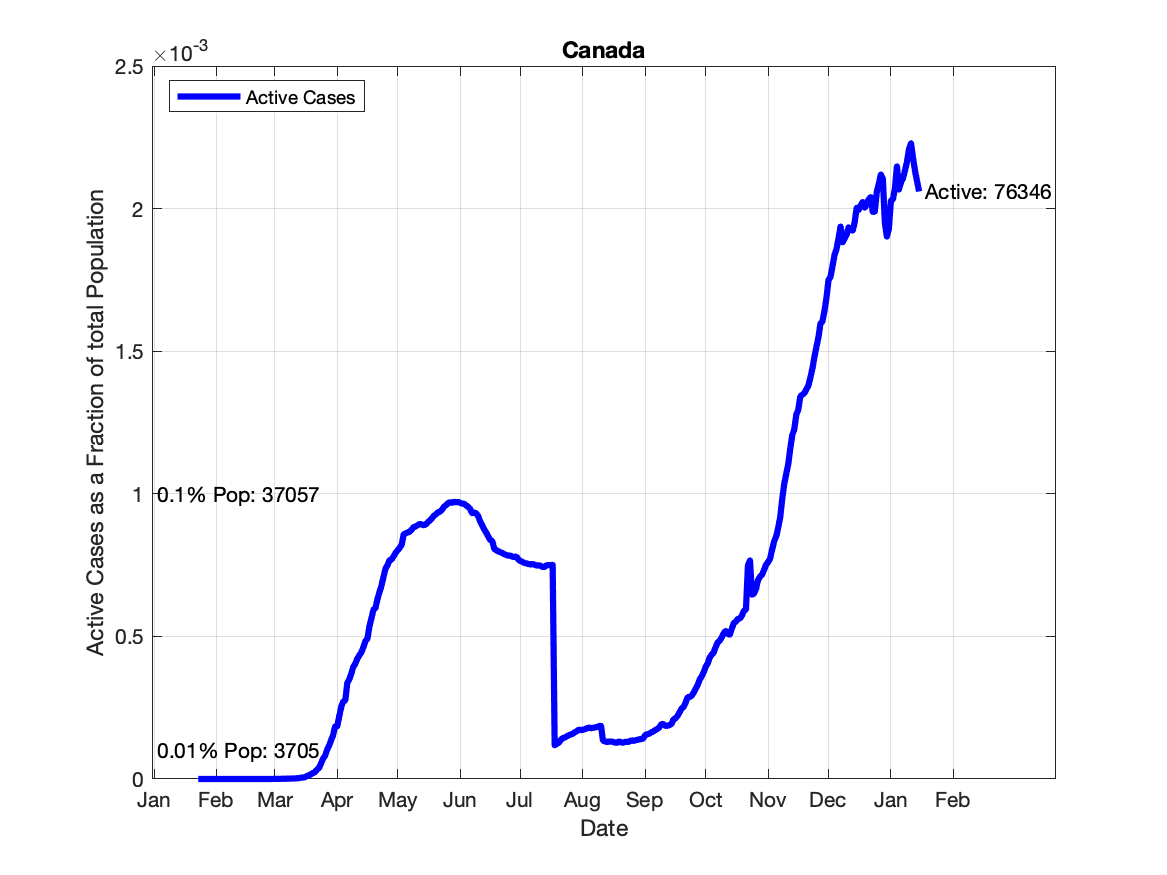 Canada
×10-3
2.5
Active Cases
2
Active: 76346
1.5
1
0.1% Pop: 37057
0.5
0.01% Pop: 3705
0
Jan Feb Mar Apr May Jun Jul Aug Sep Oct Nov Dec Jan Feb
Date
Active Cases as a Fraction of total Population